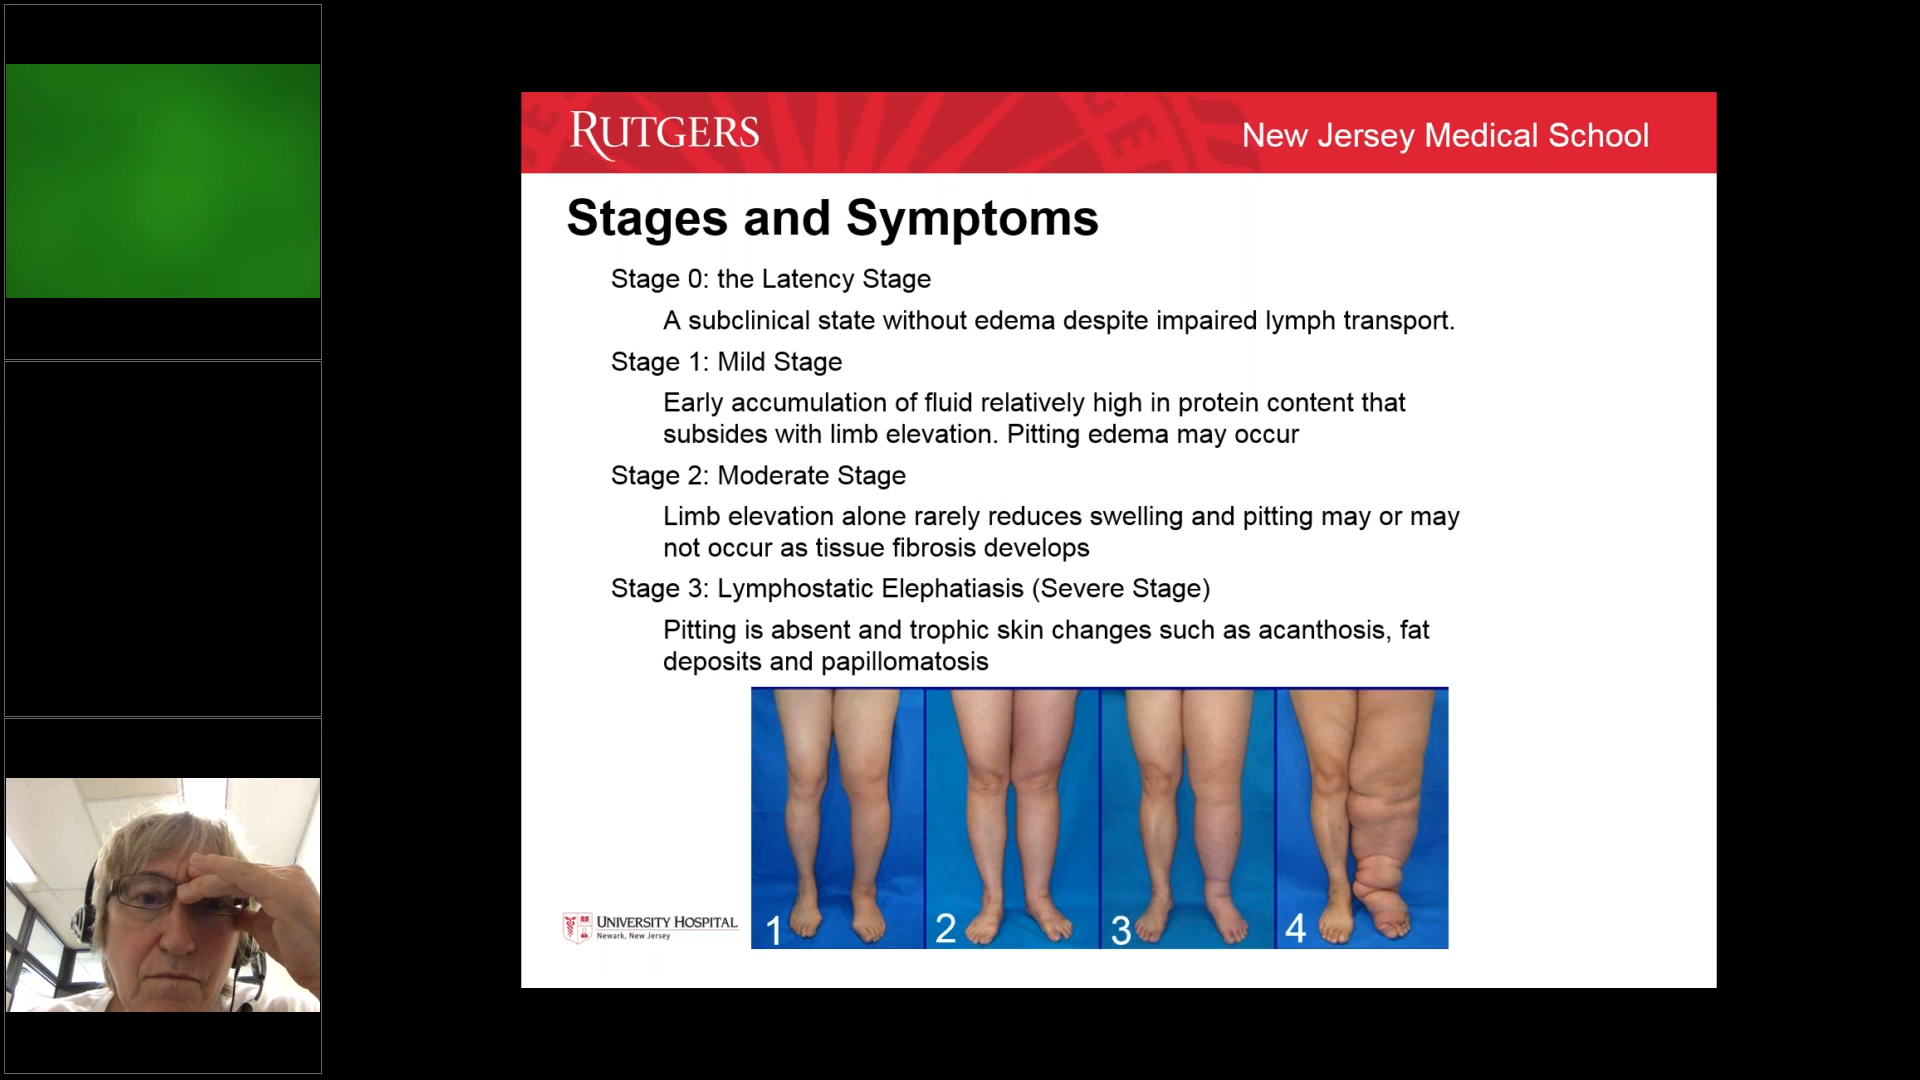 RUTGERS
New Jersey Medical School
Stages and Symptoms
Stage 0: the Latency Stage
A subclinical state without edema despite impaired lymph transport.
Stage 1: Mild Stage
Early accumulation of fluid relatively high in protein content that
subsides with limb elevation. Pitting edema may occur
Stage 2: Moderate Stage
Limb elevation alone rarely reduces swelling and pitting may or may
not occur as tissue fibrosis develops
Stage 3: Lymphostatic Elephatiasis (Severe Stage)
Pitting is absent and trophic skin changes such as acanthosis, fat
deposits and papillomatosis
UNIVERSITY HOSPITAL
Newark, New Jersey
1 2 3 4